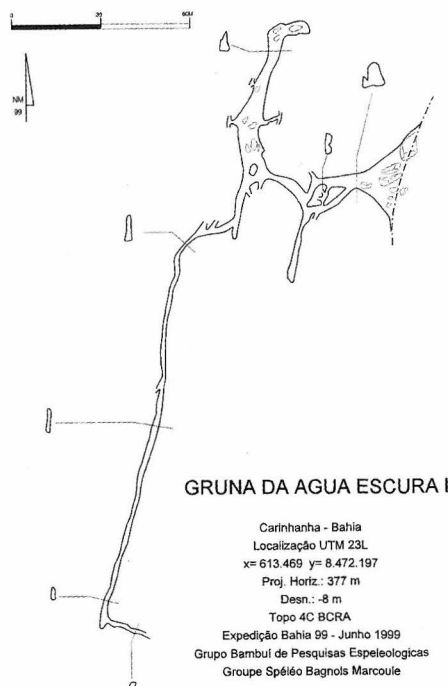 0 30 60M
NM
99
GRUNA DA AGUA ESCURA I
Carinhanha - Bahia
Localização UTM 23L
x= 613.469 y= 8.472.197
Proj. Horiz.: 377 m
Desn.: -8 m
Topo 4C BCRA
Expedição Bahia 99 - Junho 1999
Grupo Bambuí de Pesquisas Espeleologicas
Groupe Spéléo Bagnols Marcoule